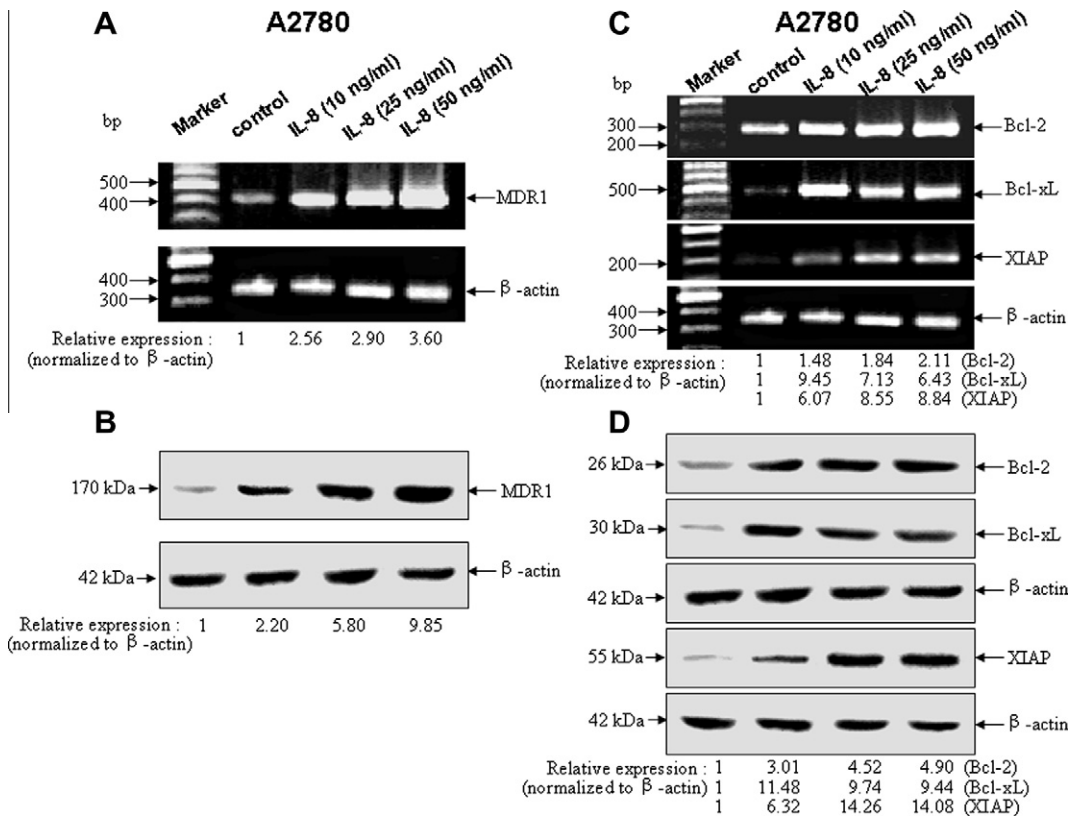 A
A2780
bp
Marker
control
IL-8 (10 ng/ml)
IL-8 (25 ng/ml)
IL-8 (50 ng/ml)
500
400
MDR1
400
300
β-actin
Relative expression : 1 2.56 2.90 3.60
(normalized to β-actin)
B
170 kDa
MDR1
42 kDa
β-actin
Relative expression : 1 2.20 5.80 9.85
(normalized to β-actin)
C
A2780
bp
Marker
control
IL-8 (10 ng/ml)
IL-8 (25 ng/ml)
IL-8 (50 ng/ml)
300
200
Bcl-2
500
Bcl-xL
200
XIAP
400
300
β-actin
Relative expression : 1 1.48 1.84 2.11 (Bcl-2)
(normalized to β-actin) 1 9.45 7.13 6.43 (Bcl-xL)
1 6.07 8.55 8.84 (XIAP)
D
26 kDa
Bcl-2
30 kDa
Bcl-xL
42 kDa
β-actin
55 kDa
XIAP
42 kDa
β-actin
Relative expression : 1 3.01 4.52 4.90 (Bcl-2)
(normalized to β-actin) 1 11.48 9.74 9.44 (Bcl-xL)
1 6.32 14.26 14.08 (XIAP)